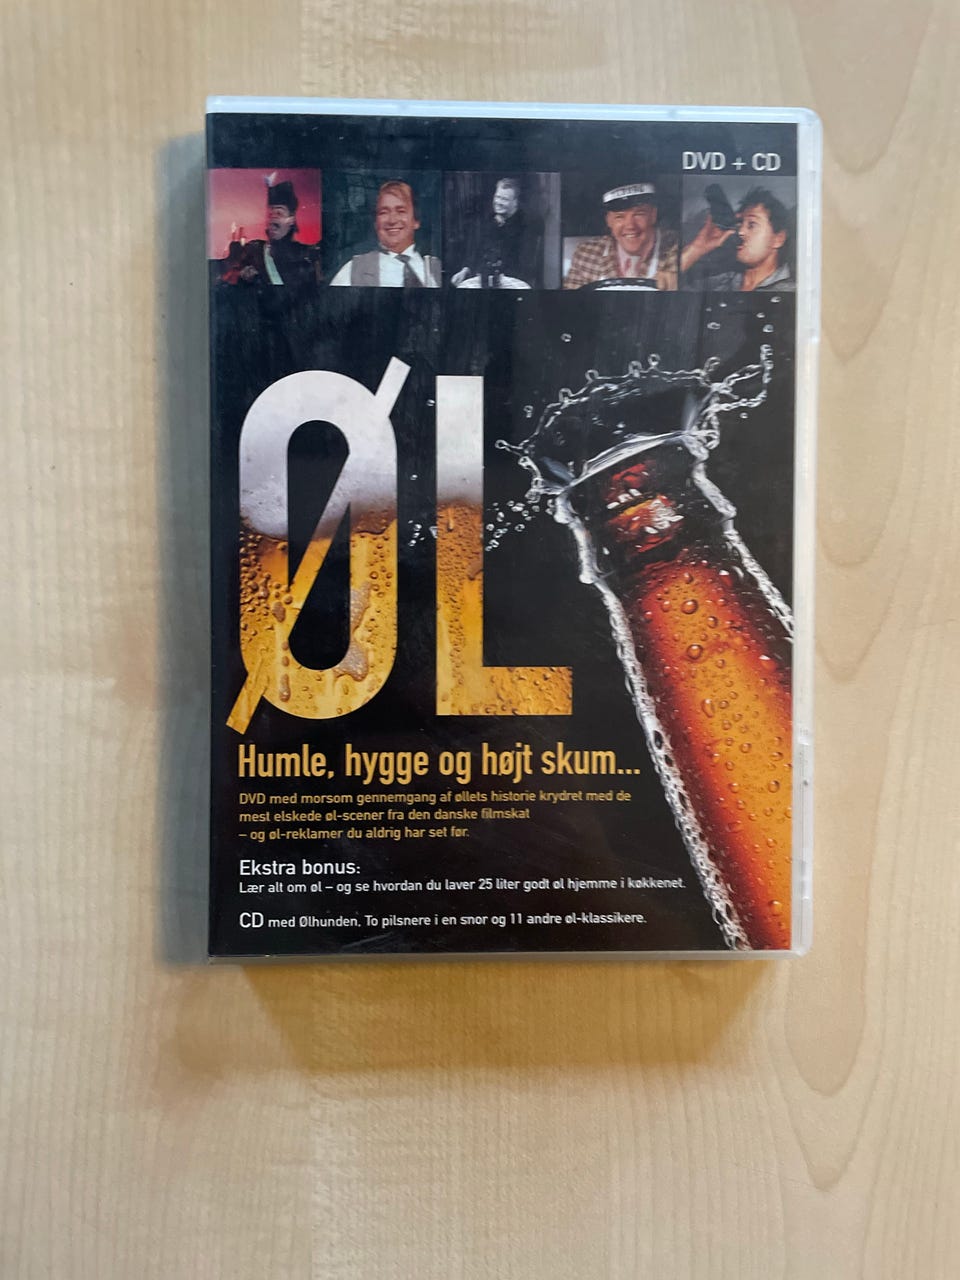 DVD + CD
ØL
Humle, hygge og højt skum...
DVD med morsom gennemgang af øllets historie krydret med de
mest elskede øl-scener fra den danske filmskat
– og øl-reklamer du aldrig har set før.
Ekstra bonus:
Lær alt om øl – og se hvordan du laver 25 liter godt øl hjemme i køkkenet.
CD med Ølhunden, To pilsnere i en snor og 11 andre øl-klassikere.